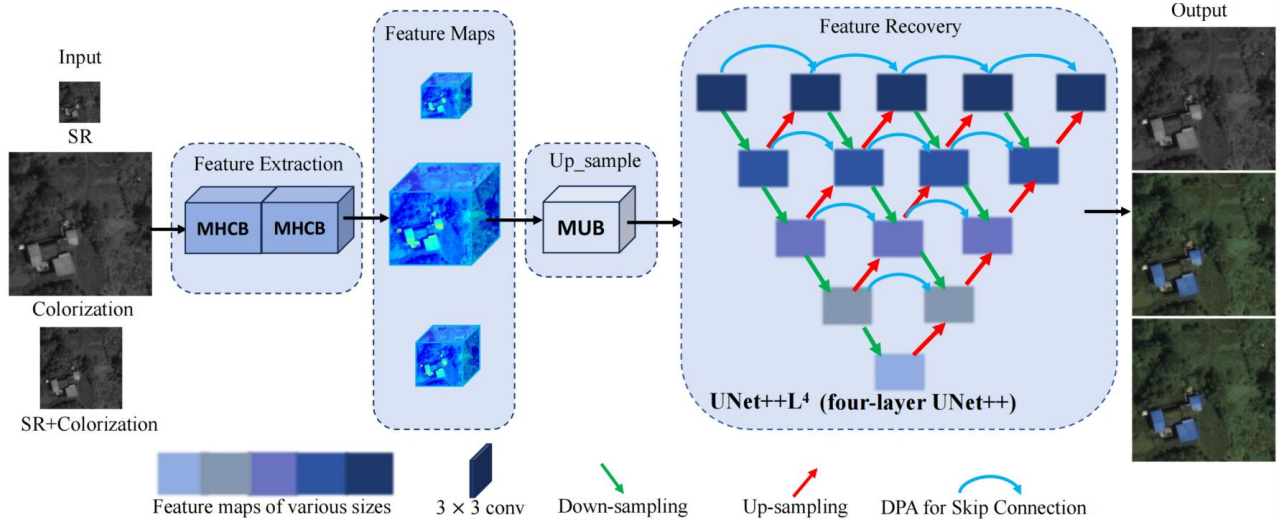 Input
SR
Colorization
SR+Colorization
Feature Extraction
MHCB
MHCB
Feature Maps
Up_sample
MUB
Feature Recovery
UNet++L⁴ (four-layer UNet++)
Output
Feature maps of various sizes
3 × 3 conv
Down-sampling
Up-sampling
DPA for Skip Connection